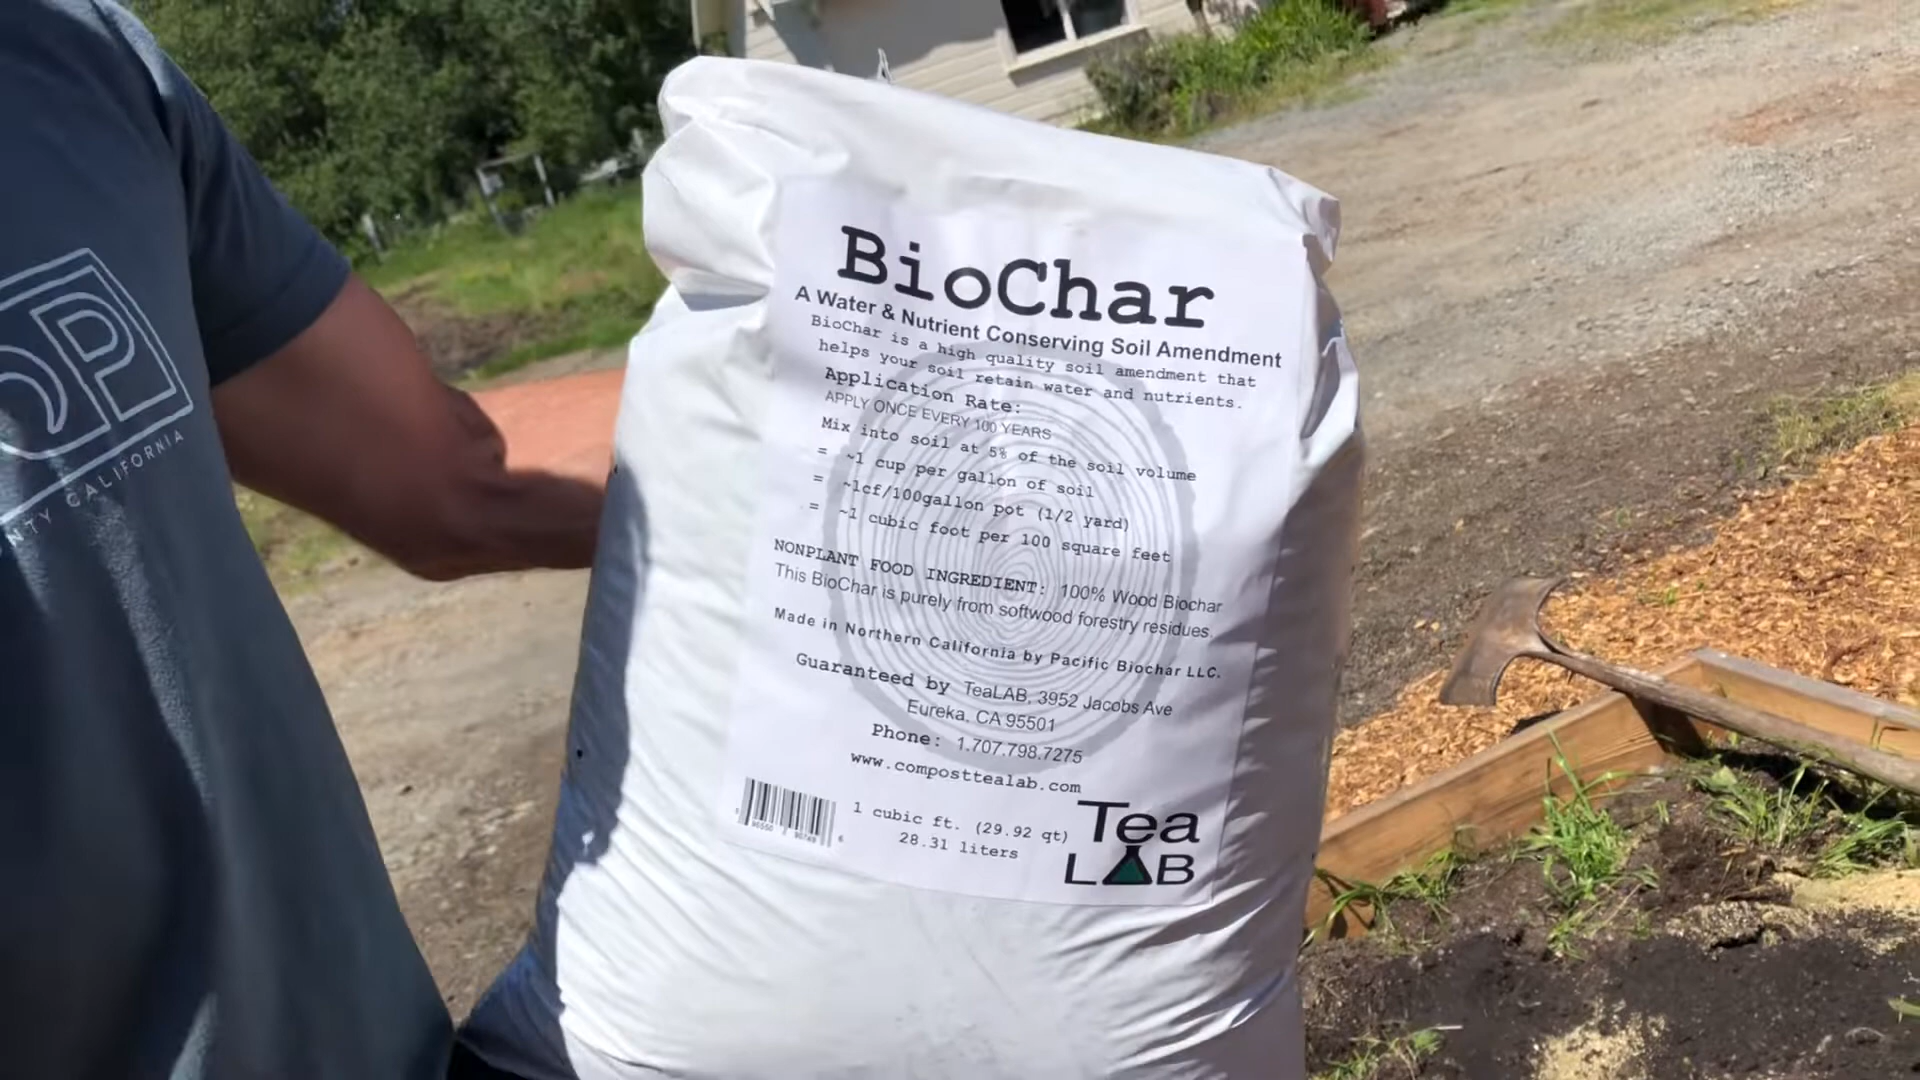 BioChar
A Water & Nutrient Conserving Soil Amendment
BioChar is a high quality soil amendment that
helps your soil retain water and nutrients.
Application Rate:
APPLY ONCE EVERY 100 YEARS
Mix into soil at 5% of the soil volume
= ~1 cup per gallon of soil
= ~1cf/100gallon pot (1/2 yard)
= ~1 cubic foot per 100 square feet
NONPLANT FOOD INGREDIENT: 100% Wood Biochar
This BioChar is purely from softwood forestry residues.
Made in Northern California by Pacific Biochar LLC.
Guaranteed by TeaLAB, 3952 Jacobs Ave
Eureka, CA 95501
Phone: 1.707.798.7275
www.composttealab.com
1 cubic ft. (29.92 qt)
28.31 liters
Tea
LAB
NTY CALIFORNIA